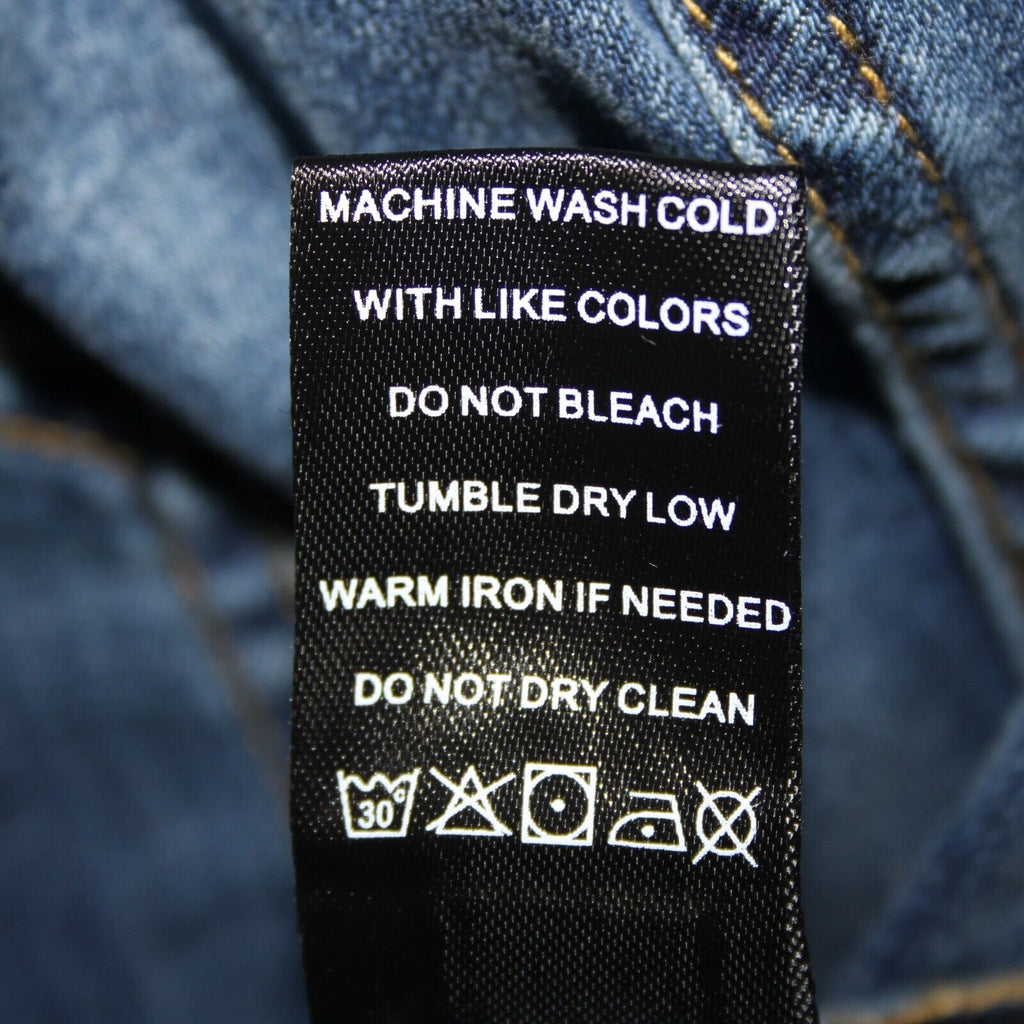 MACHINE WASH COLD
WITH LIKE COLORS
DO NOT BLEACH
TUMBLE DRY LOW
WARM IRON IF NEEDED
DO NOT DRY CLEAN
30c